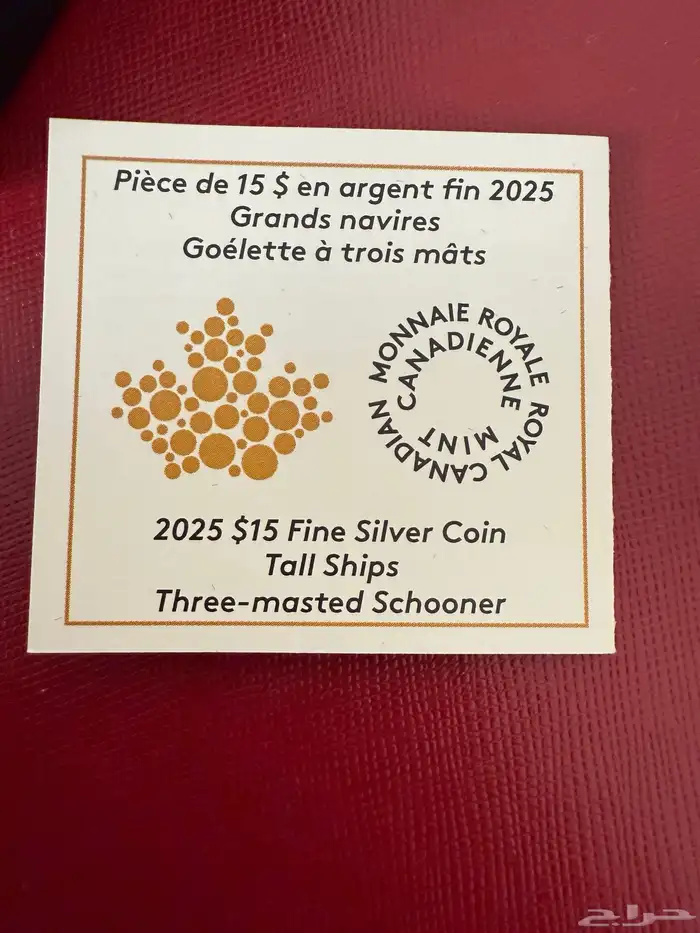 Pièce de 15 $ en argent fin 2025
Grands navires
Goélette à trois mâts
MONNAIE ROYALE CANADIENNE
ROYAL CANADIAN MINT
2025 $15 Fine Silver Coin
Tall Ships
Three-masted Schooner
حراج